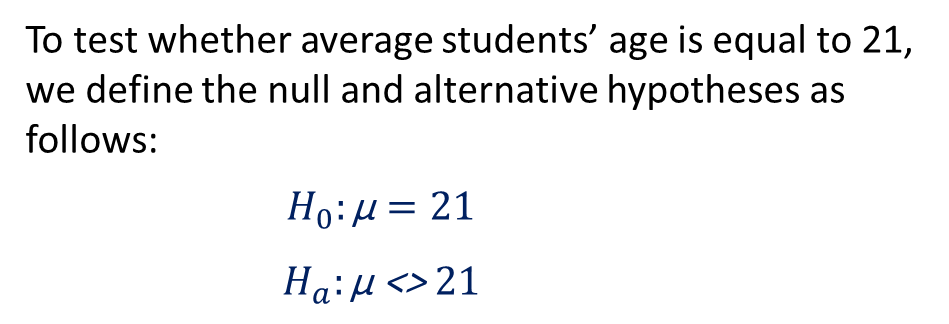 To test whether average students’ age is equal to 21,
we define the null and alternative hypotheses as
follows:
H₀: μ = 21
Hₐ: μ <> 21